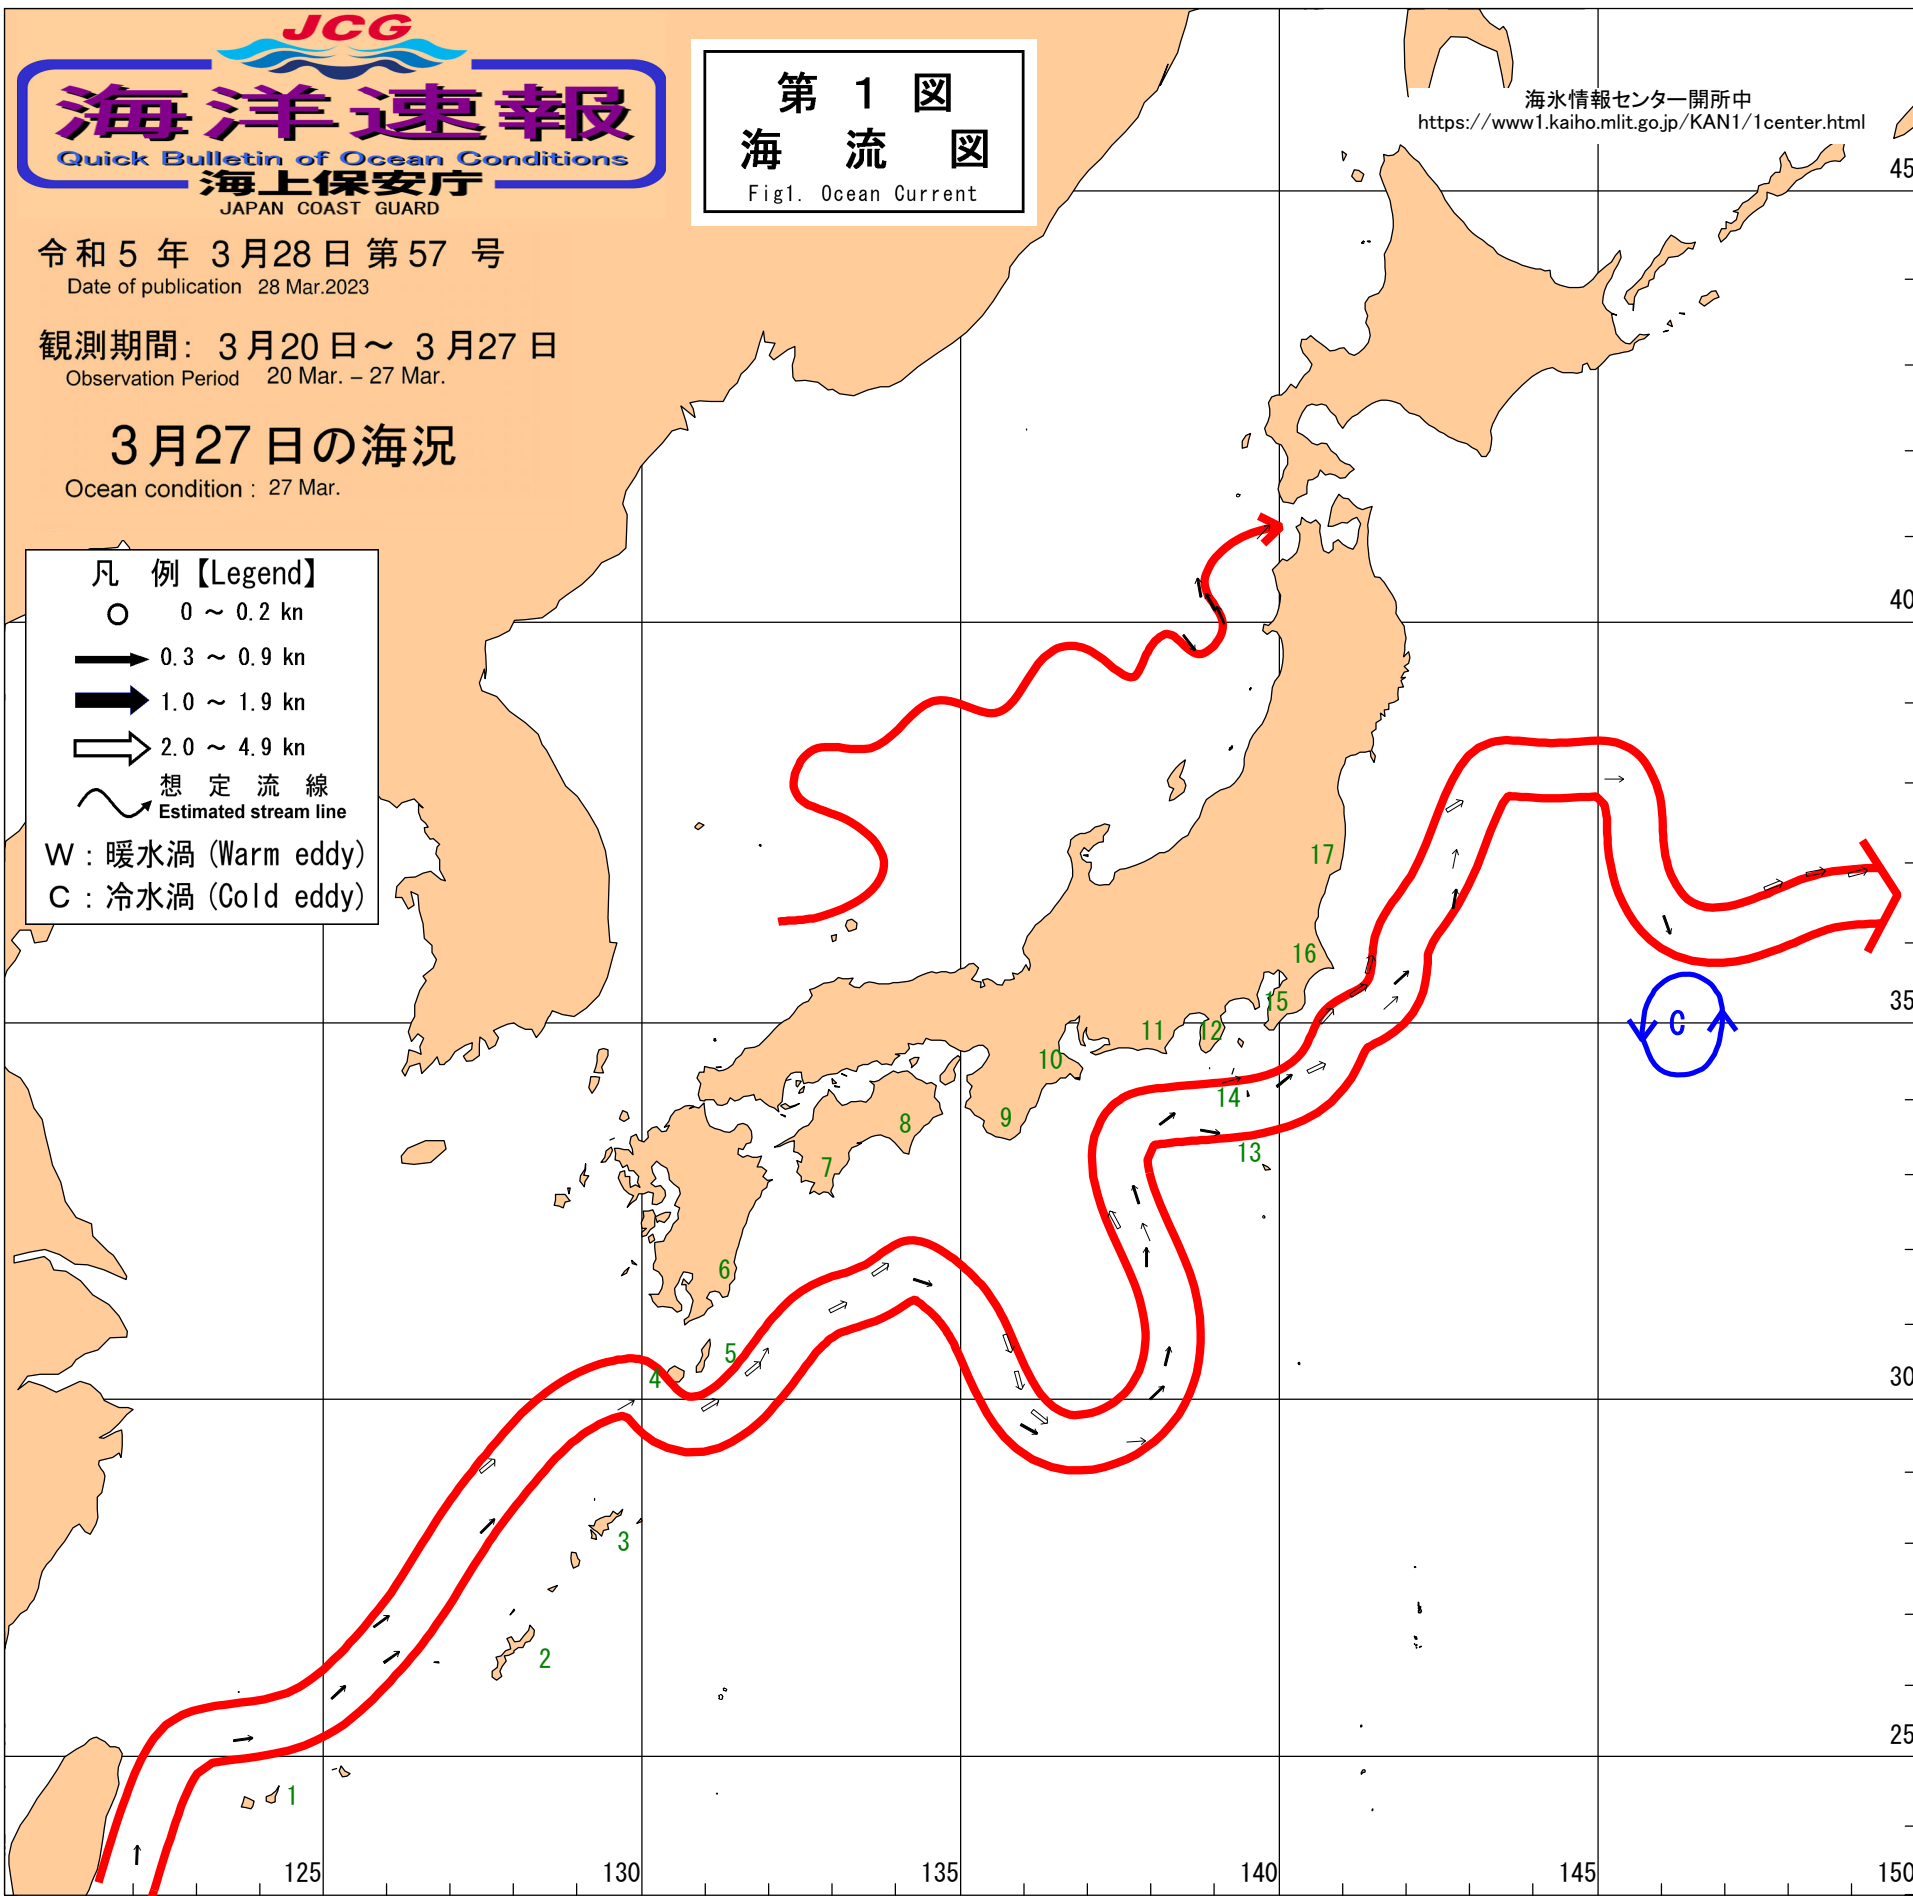 JCG
海洋速報
Quick Bulletin of Ocean Conditions
海上保安庁
JAPAN COAST GUARD
令和5年 3月28日 第57号
Date of publication 28 Mar.2023
観測期間: 3月20日～ 3月27日
Observation Period 20 Mar. – 27 Mar.
3月27日の海況
Ocean condition : 27 Mar.
第 1 図
海 流 図
Fig1. Ocean Current
海氷情報センター開所中
https://www1.kaiho.mlit.go.jp/KAN1/1center.html
凡 例【Legend】
0 ～ 0.2 kn
0.3 ～ 0.9 kn
1.0 ～ 1.9 kn
2.0 ～ 4.9 kn
想 定 流 線
Estimated stream line
W : 暖水渦 (Warm eddy)
C : 冷水渦 (Cold eddy)
45
40
17
16
35
15
C
12
11
10
14
9
8
13
7
6
5
4
30
3
2
25
1
125
130
135
140
145
150